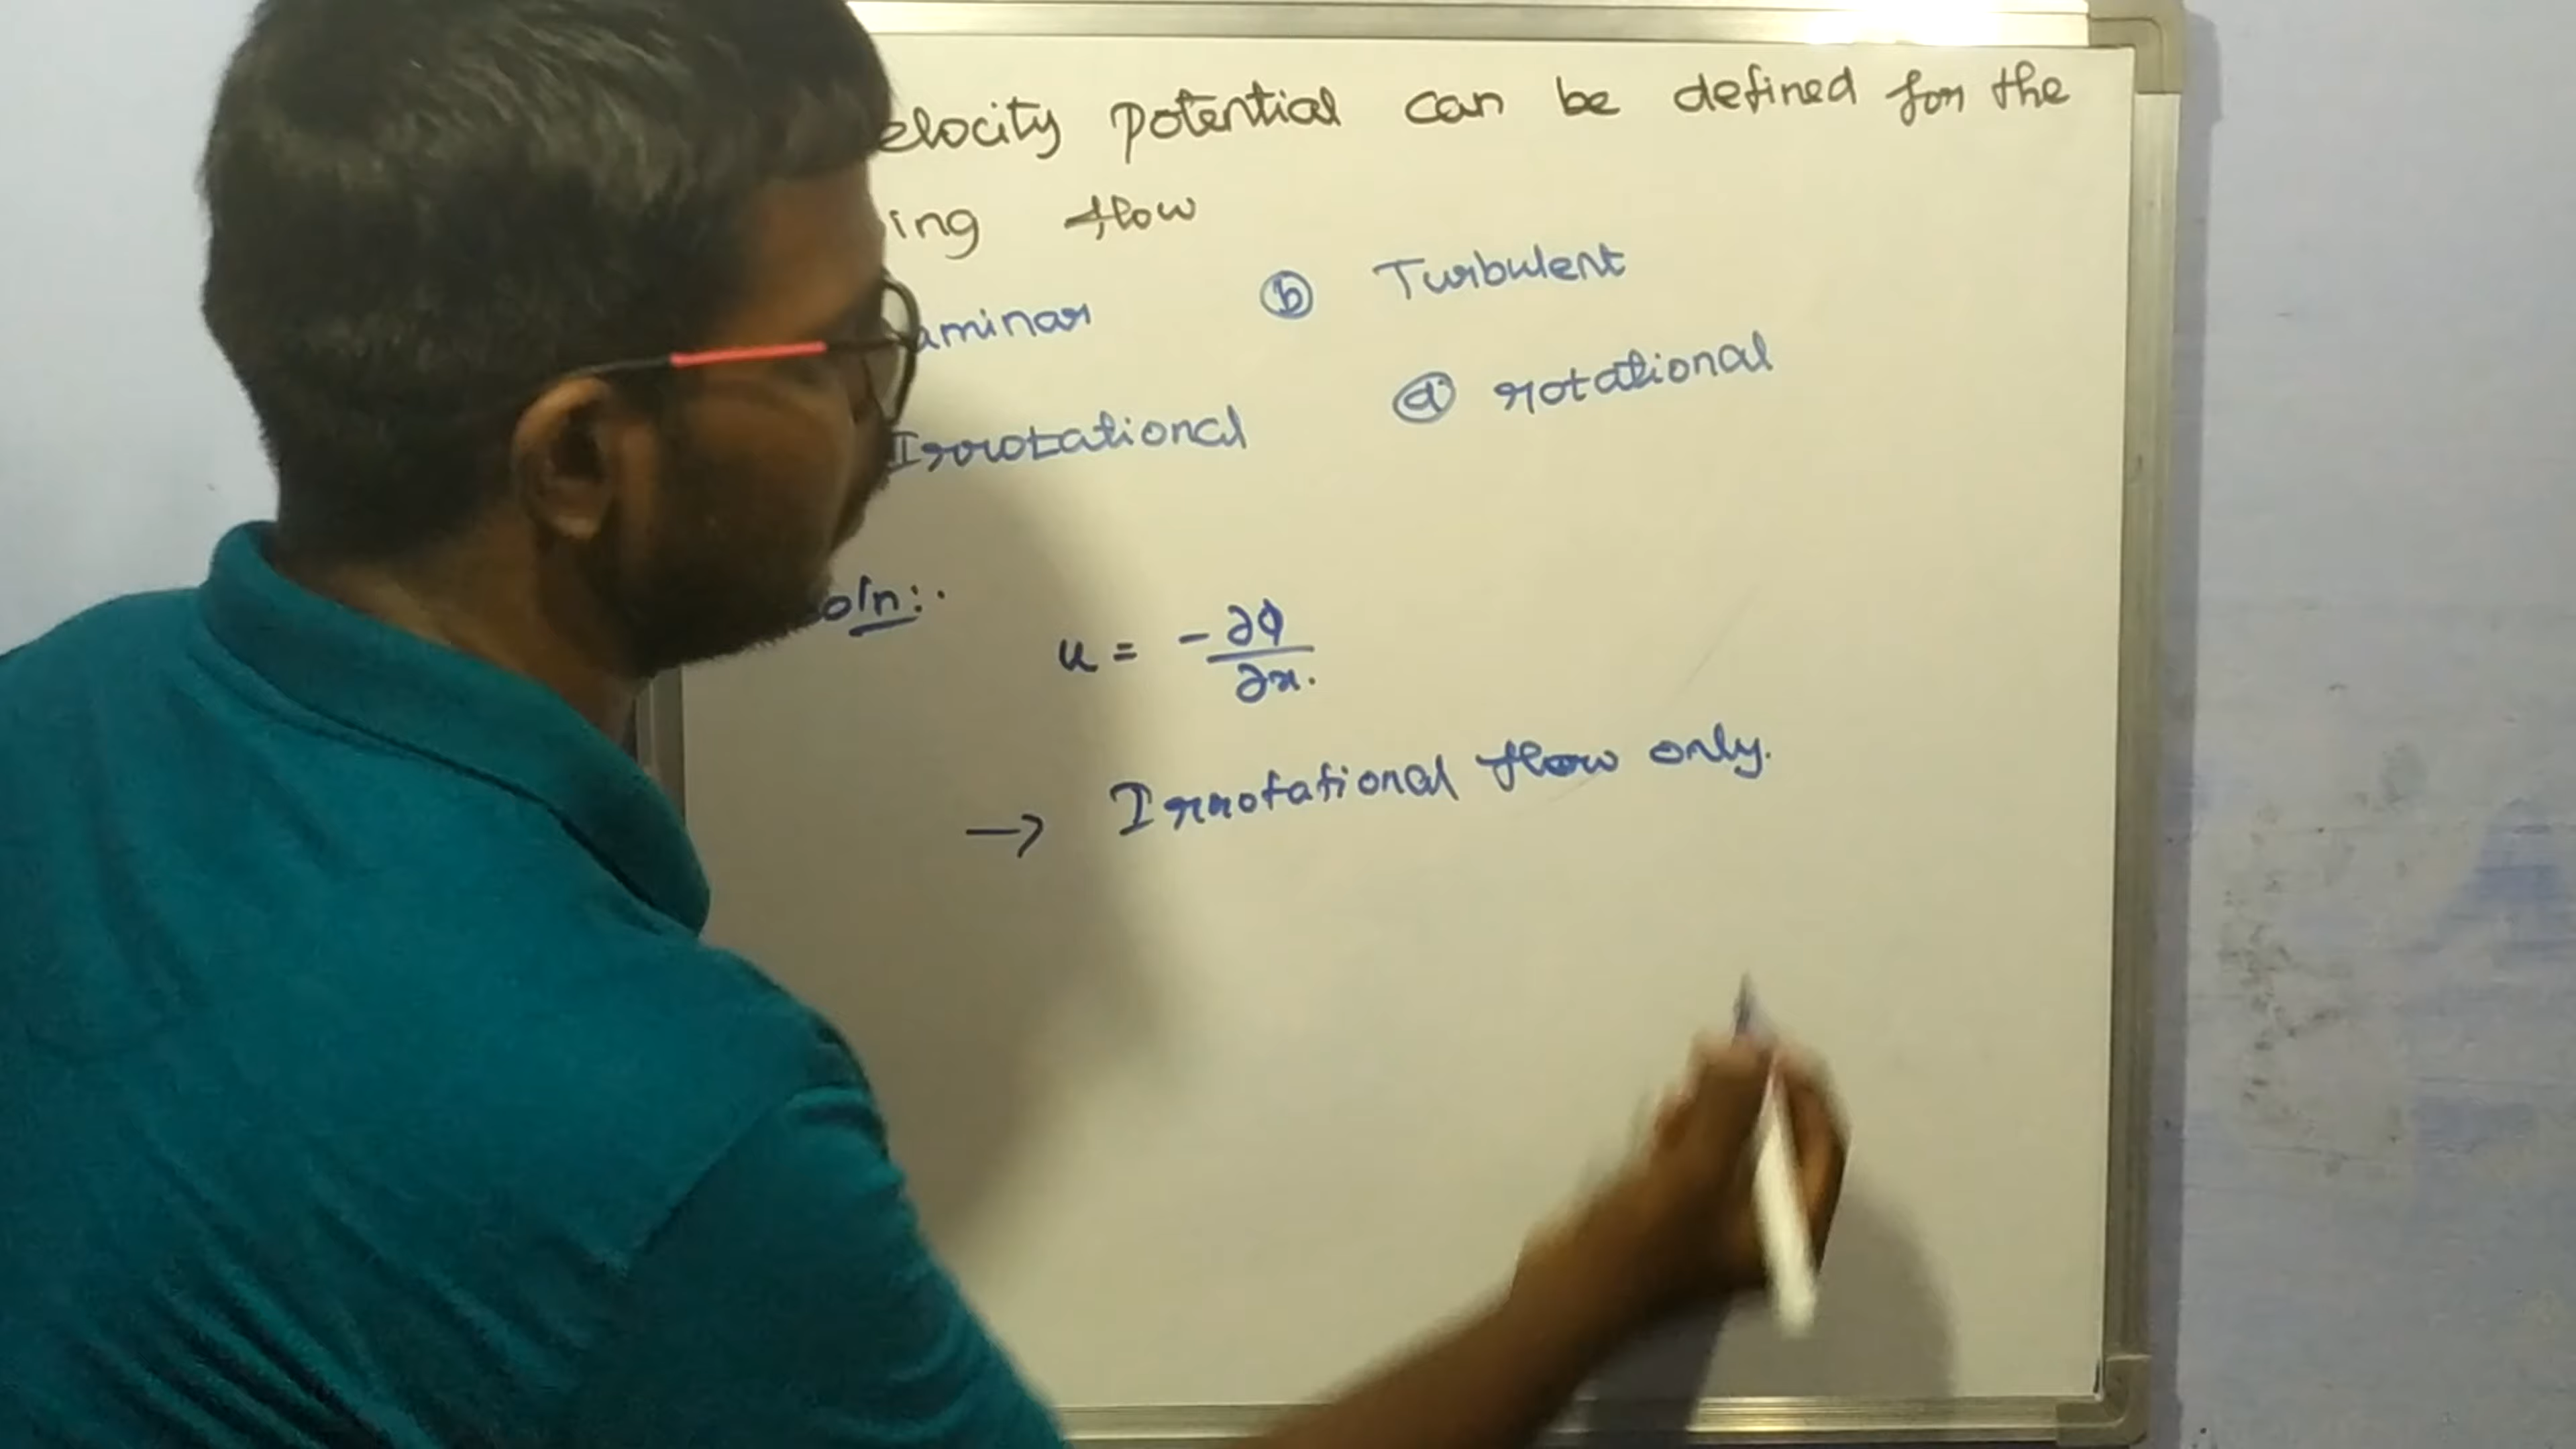 elocity potential can be defined for the
ing flow
aminar ⓑ Turbulent
Irrotational ⓓ rotational
oln:.
u = -∂φ/∂x.
→ Irrotational flow only.